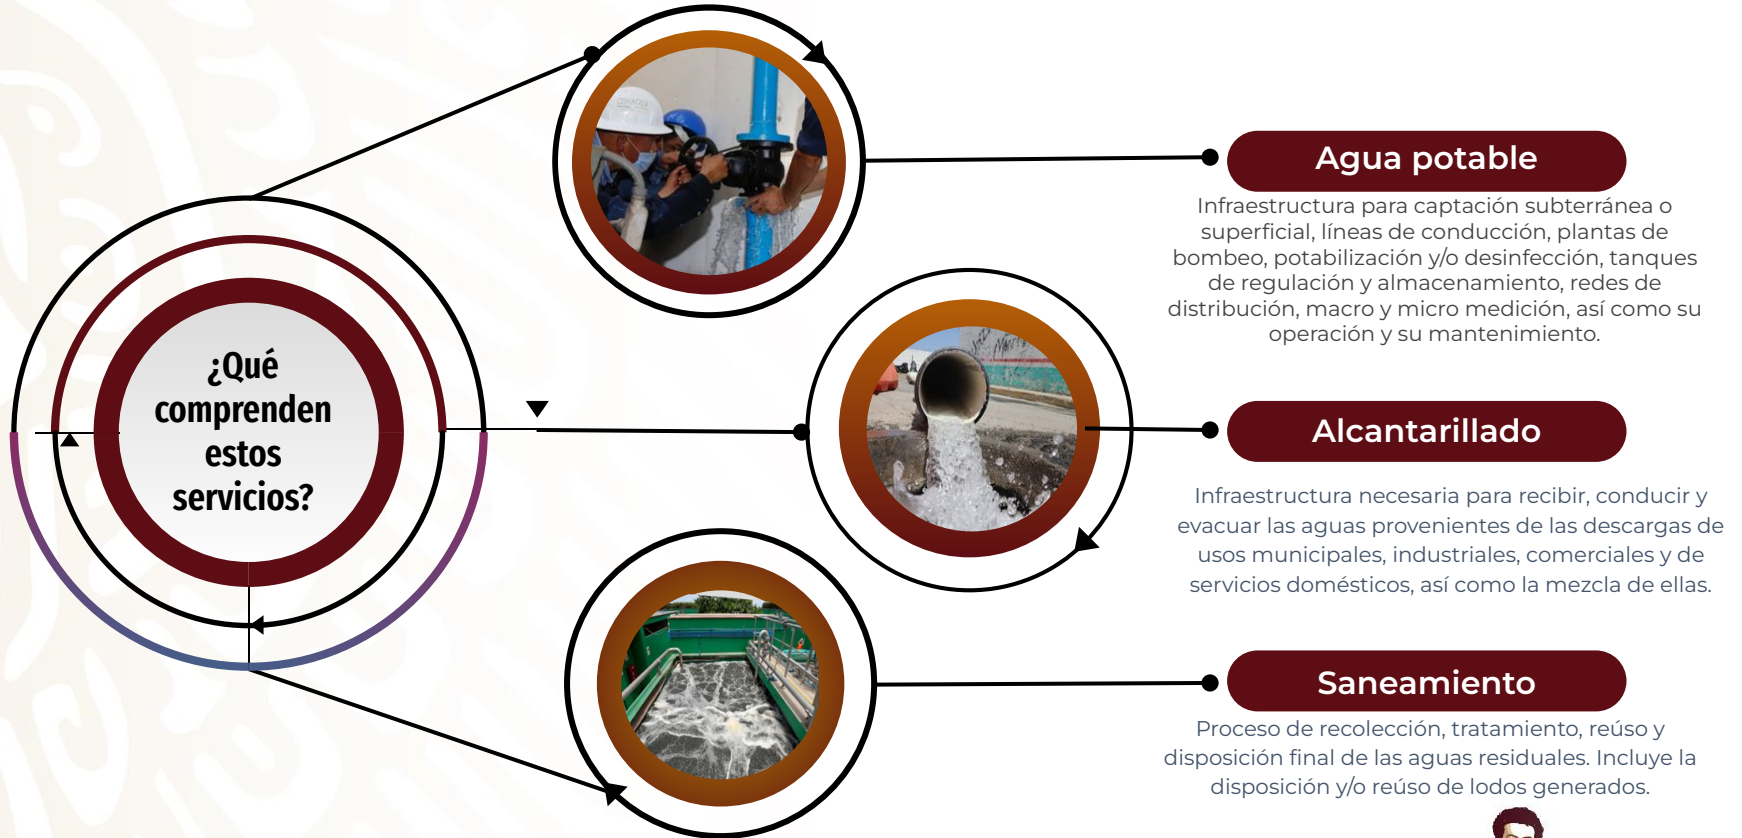 ¿Qué
comprenden
estos
servicios?
CONAGUA
Agua potable
Infraestructura para captación subterránea o
superficial, líneas de conducción, plantas de
bombeo, potabilización y/o desinfección, tanques
de regulación y almacenamiento, redes de
distribución, macro y micro medición, así como su
operación y su mantenimiento.
Alcantarillado
Infraestructura necesaria para recibir, conducir y
evacuar las aguas provenientes de las descargas de
usos municipales, industriales, comerciales y de
servicios domésticos, así como la mezcla de ellas.
Saneamiento
Proceso de recolección, tratamiento, reúso y
disposición final de las aguas residuales. Incluye la
disposición y/o reúso de lodos generados.